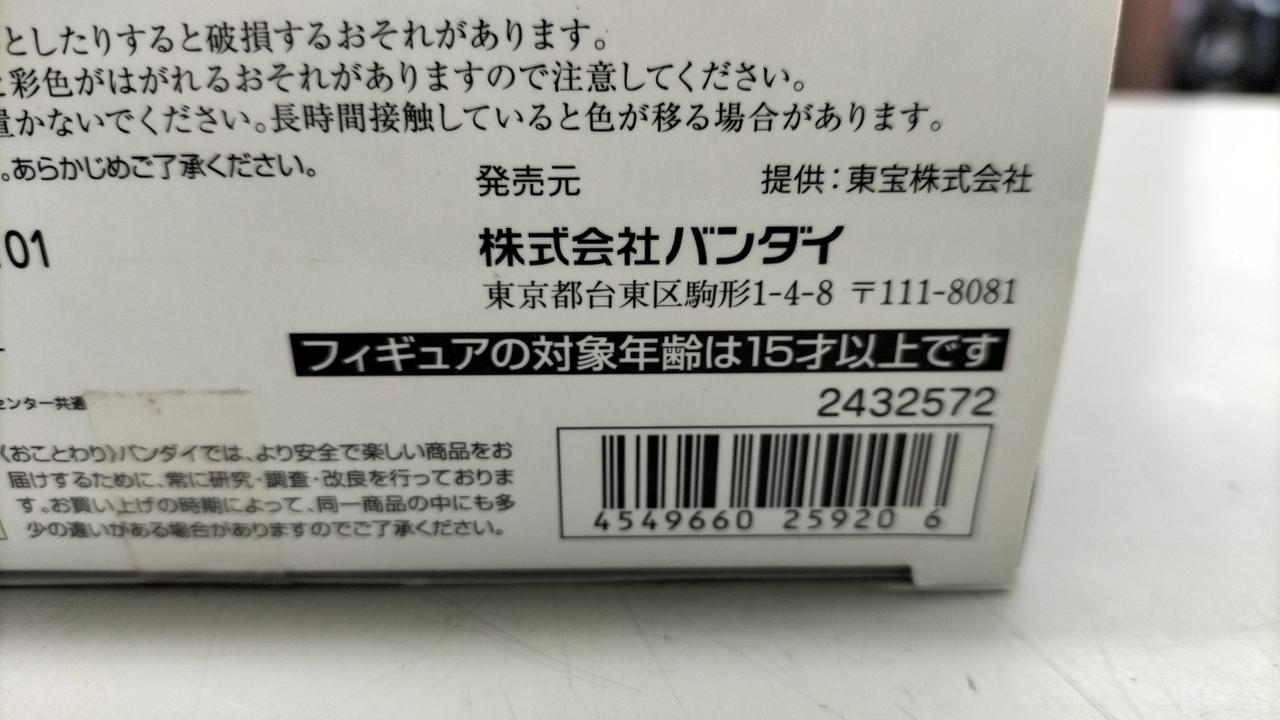 としたりすると破損するおそれがあります。
と彩色がはがれるおそれがありますので注意してください。
置かないでください。長時間接触していると色が移る場合があります。
。あらかじめご了承ください。
発売元
提供：東宝株式会社
01
株式会社バンダイ
東京都台東区駒形1-4-8 〒111-8081
フィギュアの対象年齢は15才以上です
2432572
センター共通
《おことわり》バンダイでは、より安全で楽しい商品をお
届けするために、常に研究・調査・改良を行っておりま
す。お買い上げの時期によって、同一商品の中にも多
少の違いがある場合がありますのでご了承ください。
4549660 25920 6